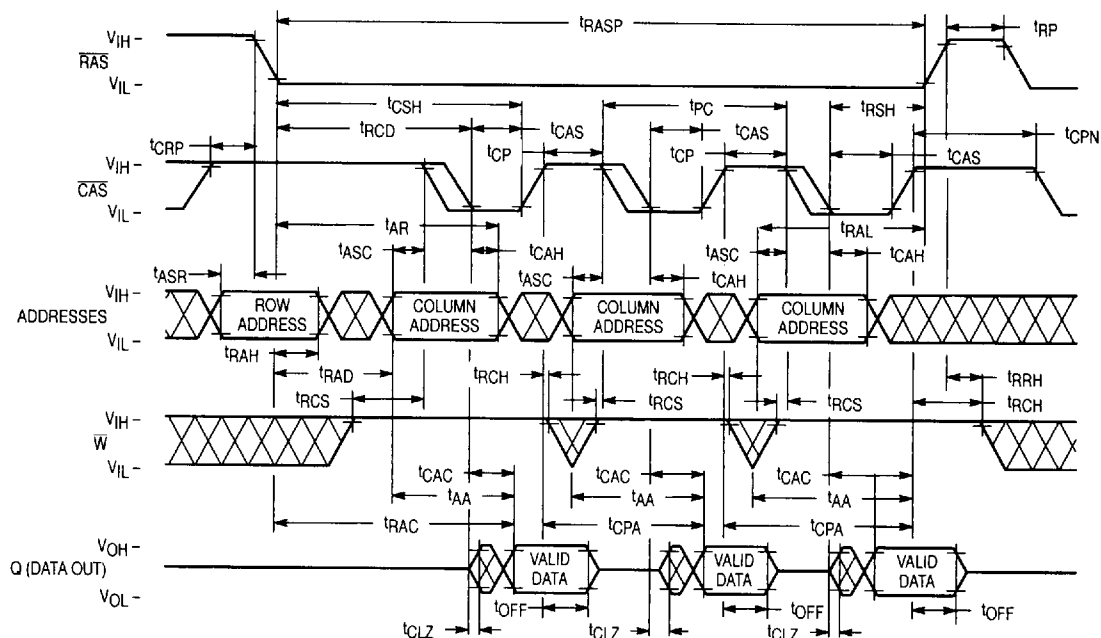 tRASP
tRP
VIH
RAS
VIL
tCSH
tPC
tRSH
tRCD
tCAS
tCAS
tCPN
tCRP
tCP
tCP
tCAS
VIH
CAS
VIL
tAR
tRAL
tASC
tCAH
tASC
tCAH
tASR
tASC
tCAH
VIH
ADDRESSES
VIL
ROW ADDRESS
COLUMN ADDRESS
COLUMN ADDRESS
COLUMN ADDRESS
tRAH
tRAD
tRCH
tRCH
tRRH
tRCS
tRCS
tRCS
tRCH
VIH
W
VIL
tCAC
tCAC
tCAC
tAA
tAA
tAA
tRAC
tCPA
tCPA
VOH
Q (DATA OUT)
VOL
VALID DATA
VALID DATA
VALID DATA
tOFF
tOFF
tOFF
tCLZ
tCLZ
tCLZ